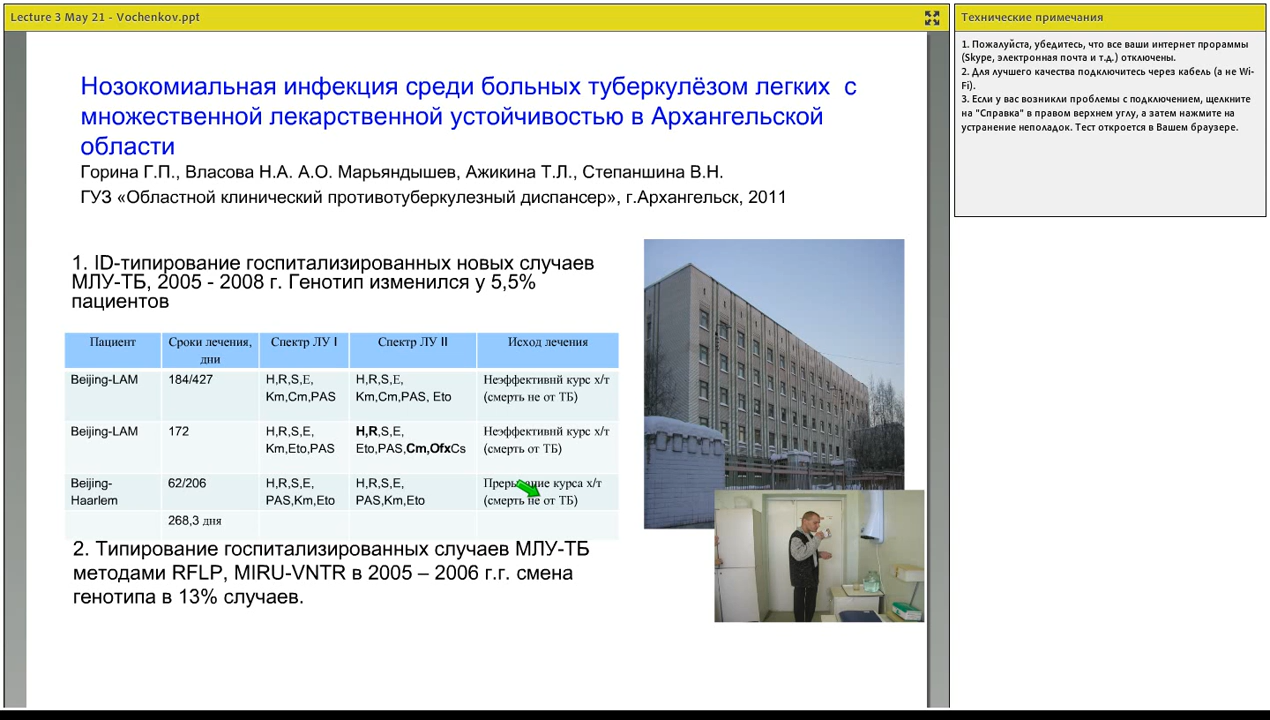 Lecture 3 May 21 - Vochenkov.ppt
Нозокомиальная инфекция среди больных туберкулёзом легких с
множественной лекарственной устойчивостью в Архангельской
области
Горина Г.П., Власова Н.А. А.О. Марьяндышев, Ажикина Т.Л., Степаншина В.Н.
ГУЗ «Областной клинический противотуберкулезный диспансер», г.Архангельск, 2011
1. ID-типирование госпитализированных новых случаев
МЛУ-ТБ, 2005 - 2008 г. Генотип изменился у 5,5%
пациентов
Пациент Сроки лечения, дни Спектр ЛУ I Спектр ЛУ II Исход лечения
Beijing-LAM 184/427 H,R,S,E, H,R,S,E, Неэффективнй курс х/т
Km,Cm,PAS Km,Cm,PAS, Eto (смерть не от ТБ)
Beijing-LAM 172 H,R,S,E, H,R,S,E, Неэффективнй курс х/т
Km,Eto,PAS Eto,PAS,Cm,OfxCs (смерть от ТБ)
Beijing- 62/206 H,R,S,E, H,R,S,E, Прерывание курса х/т
Haarlem PAS,Km,Eto PAS,Km,Eto (смерть не от ТБ)
268,3 дня
2. Типирование госпитализированных случаев МЛУ-ТБ
методами RFLP, MIRU-VNTR в 2005 – 2006 г.г. смена
генотипа в 13% случаев.
Технические примечания
1. Пожалуйста, убедитесь, что все ваши интернет прораммы
(Skype, электронная почта и т.д.) отключены.
2. Для лучшего качества подключитесь через кабель (а не Wi-
Fi).
3. Если у вас возникли проблемы с подключением, щелкните
на "Справка" в правом верхнем углу, а затем нажмите на
устранение неполадок. Тест откроется в Вашем браузере.